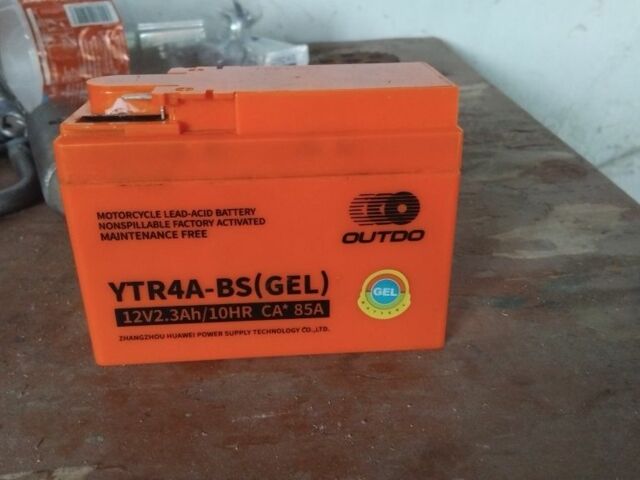 MOTORCYCLE LEAD-ACID BATTERY
NONSPILLABLE FACTORY ACTIVATED
MAINTENANCE FREE
OUTDO
YTR4A-BS(GEL)
12V2.3Ah/10HR CA* 85A
ZHANGZHOU HUAWEI POWER SUPPLY TECHNOLOGY CO.,LTD.
GEL
BATTERY